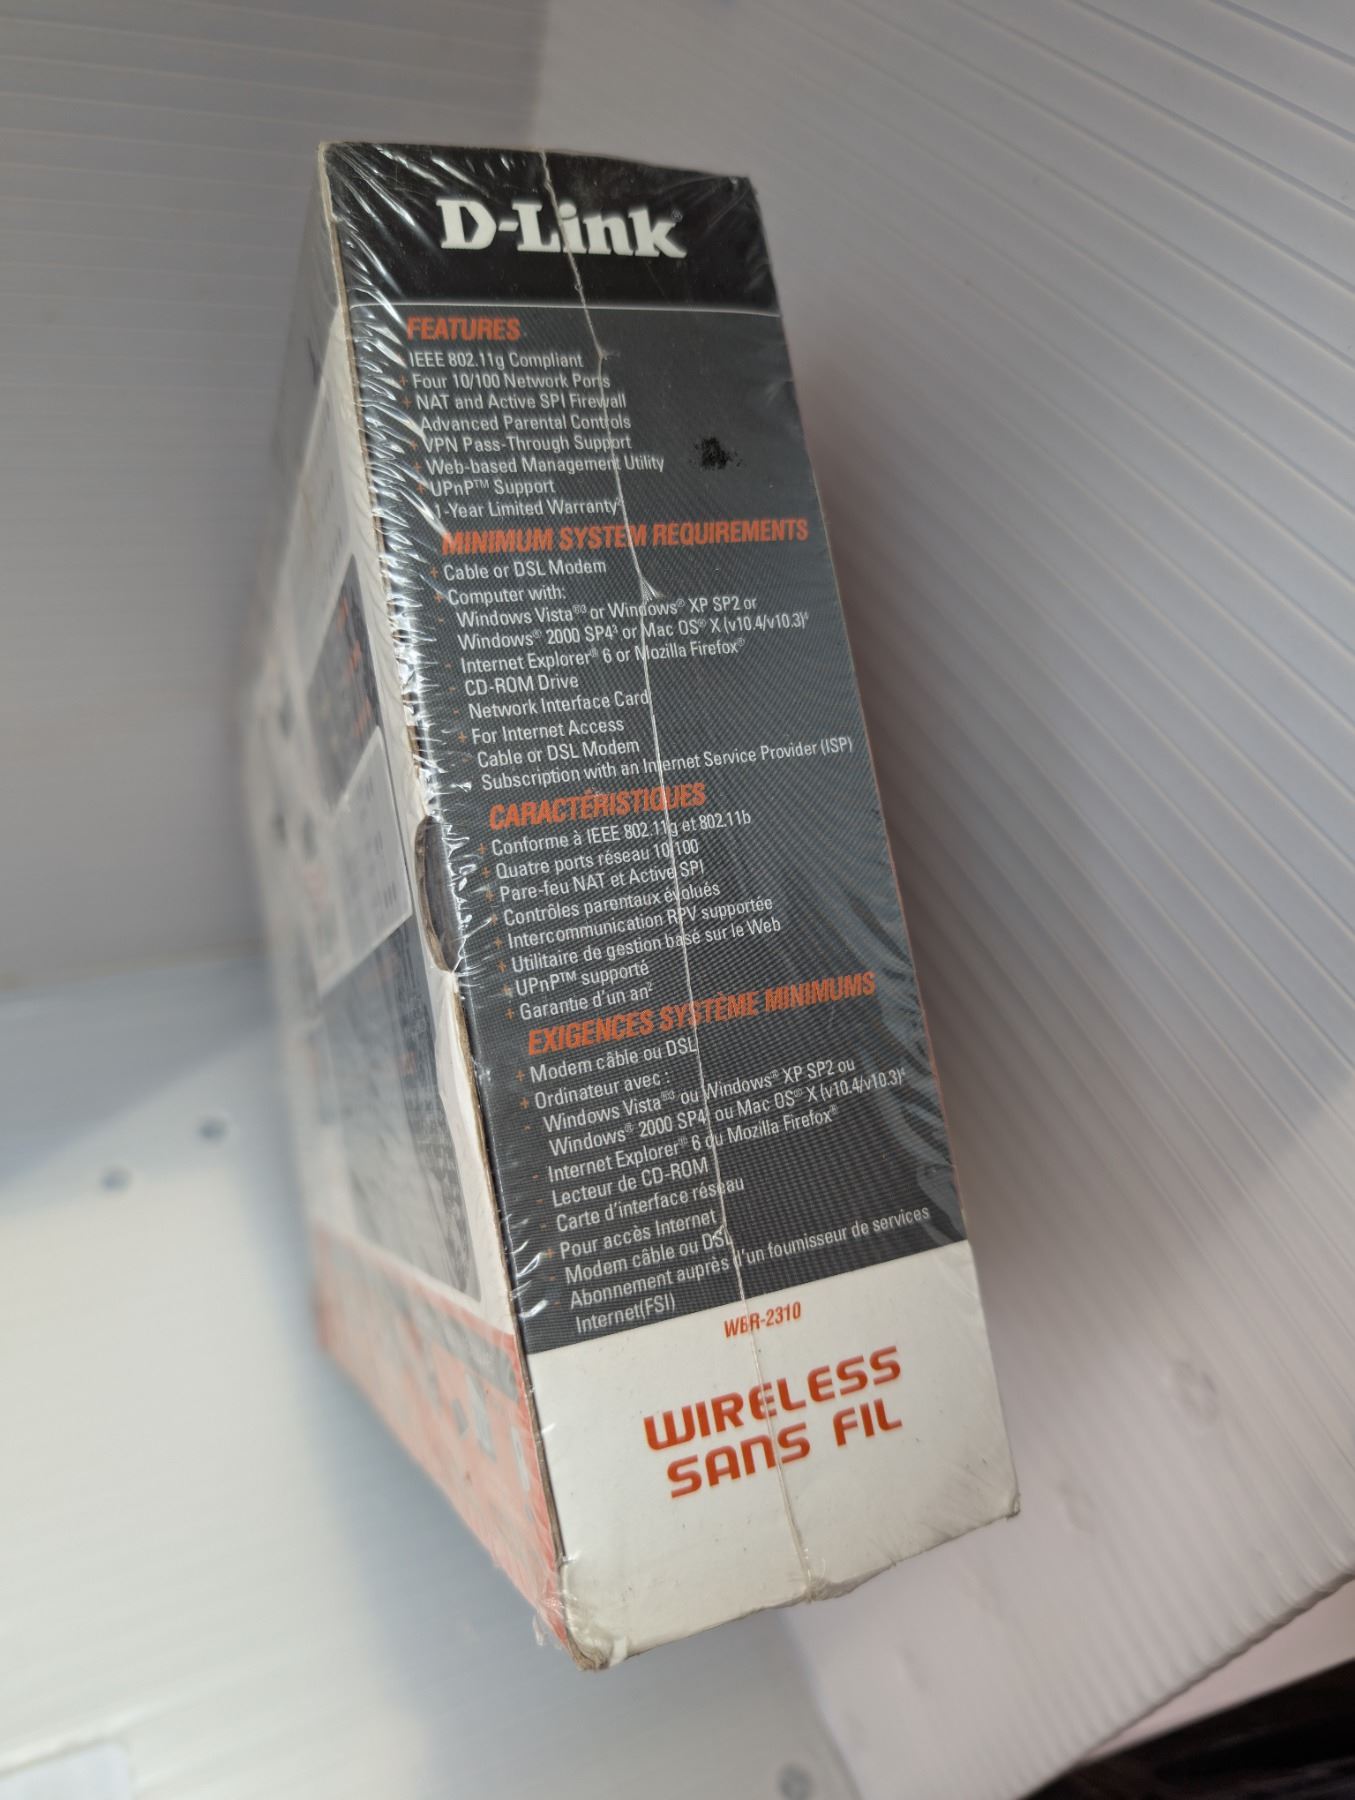 D-Link®
FEATURES
IEEE 802.11g Compliant
+ Four 10/100 Network Ports
+ NAT and Active SPI Firewall
Advanced Parental Controls
+ VPN Pass-Through Support
+ Web-based Management Utility
+ UPnP™ Support
1-Year Limited Warranty²
MINIMUM SYSTEM REQUIREMENTS
+ Cable or DSL Modem
+ Computer with:
- Windows Vista®³ or Windows® XP SP2 or
Windows® 2000 SP4³ or Mac OS® X (v10.4/v10.3)⁴
- Internet Explorer® 6 or Mozilla Firefox®
- CD-ROM Drive
- Network Interface Card
+ For Internet Access
- Cable or DSL Modem
- Subscription with an Internet Service Provider (ISP)
CARACTÉRISTIQUES
+ Conforme à IEEE 802.11g et 802.11b
+ Quatre ports réseau 10/100
+ Pare-feu NAT et Active SPI
+ Contrôles parentaux évolués
+ Intercommunication RPV supportée
+ Utilitaire de gestion basé sur le Web
+ UPnP™ supporté
+ Garantie d'un an²
EXIGENCES SYSTÈME MINIMUMS
+ Modem câble ou DSL
+ Ordinateur avec :
- Windows Vista®³ ou Windows® XP SP2 ou
Windows® 2000 SP4³ ou Mac OS® X (v10.4/v10.3)⁴
- Internet Explorer® 6 ou Mozilla Firefox®
- Lecteur de CD-ROM
- Carte d'interface réseau
+ Pour accès Internet
- Modem câble ou DSL
- Abonnement auprès d'un fournisseur de services
Internet(FSI)
WBR-2310
WIRELESS
SANS FIL